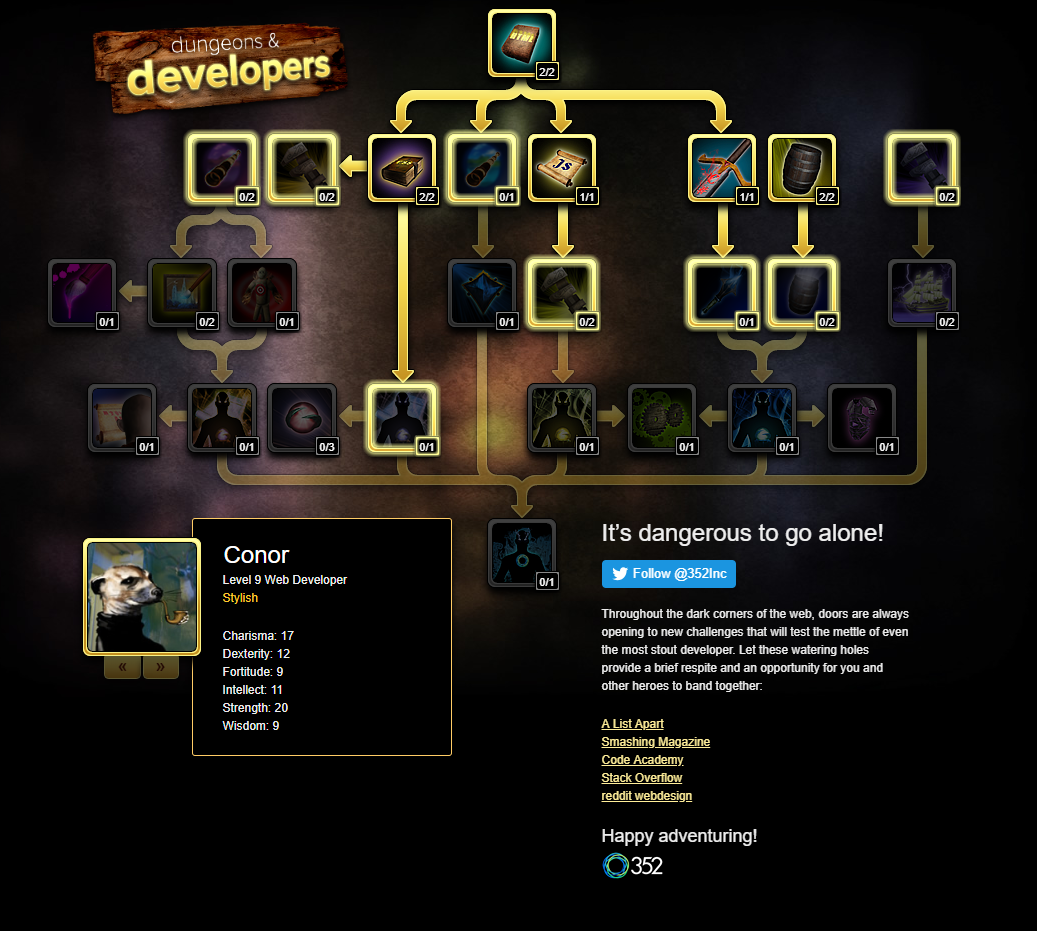 dungeons &
developers
HTML
2/2
0/2
0/2
2/2
0/1
JS
1/1
1/1
2/2
0/2
0/1
0/2
0/1
0/1
0/2
0/1
0/2
0/2
0/1
0/1
0/3
0/1
0/1
0/1
0/1
0/1
0/1
Conor
Level 9 Web Developer
Stylish
Charisma: 17
Dexterity: 12
Fortitude: 9
Intellect: 11
Strength: 20
Wisdom: 9
« »
It’s dangerous to go alone!
Follow @352Inc
Throughout the dark corners of the web, doors are always
opening to new challenges that will test the mettle of even
the most stout developer. Let these watering holes
provide a brief respite and an opportunity for you and
other heroes to band together:
A List Apart
Smashing Magazine
Code Academy
Stack Overflow
reddit webdesign
Happy adventuring!
352